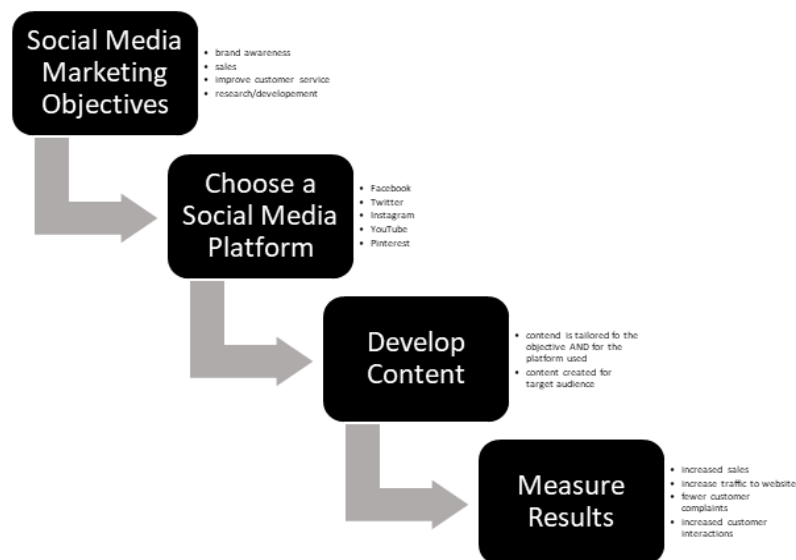 Social Media
Marketing
Objectives
• brand awareness
• sales
• improve customer service
• research/developement
Choose a
Social Media
Platform
• Facebook
• Twitter
• Instagram
• YouTube
• Pinterest
Develop
Content
• contend is tailored fo the
objective AND for the
platform used
• content created for
target audience
Measure
Results
• increased sales
• increase traffic to website
• fewer customer
complaints
• increased customer
interactions